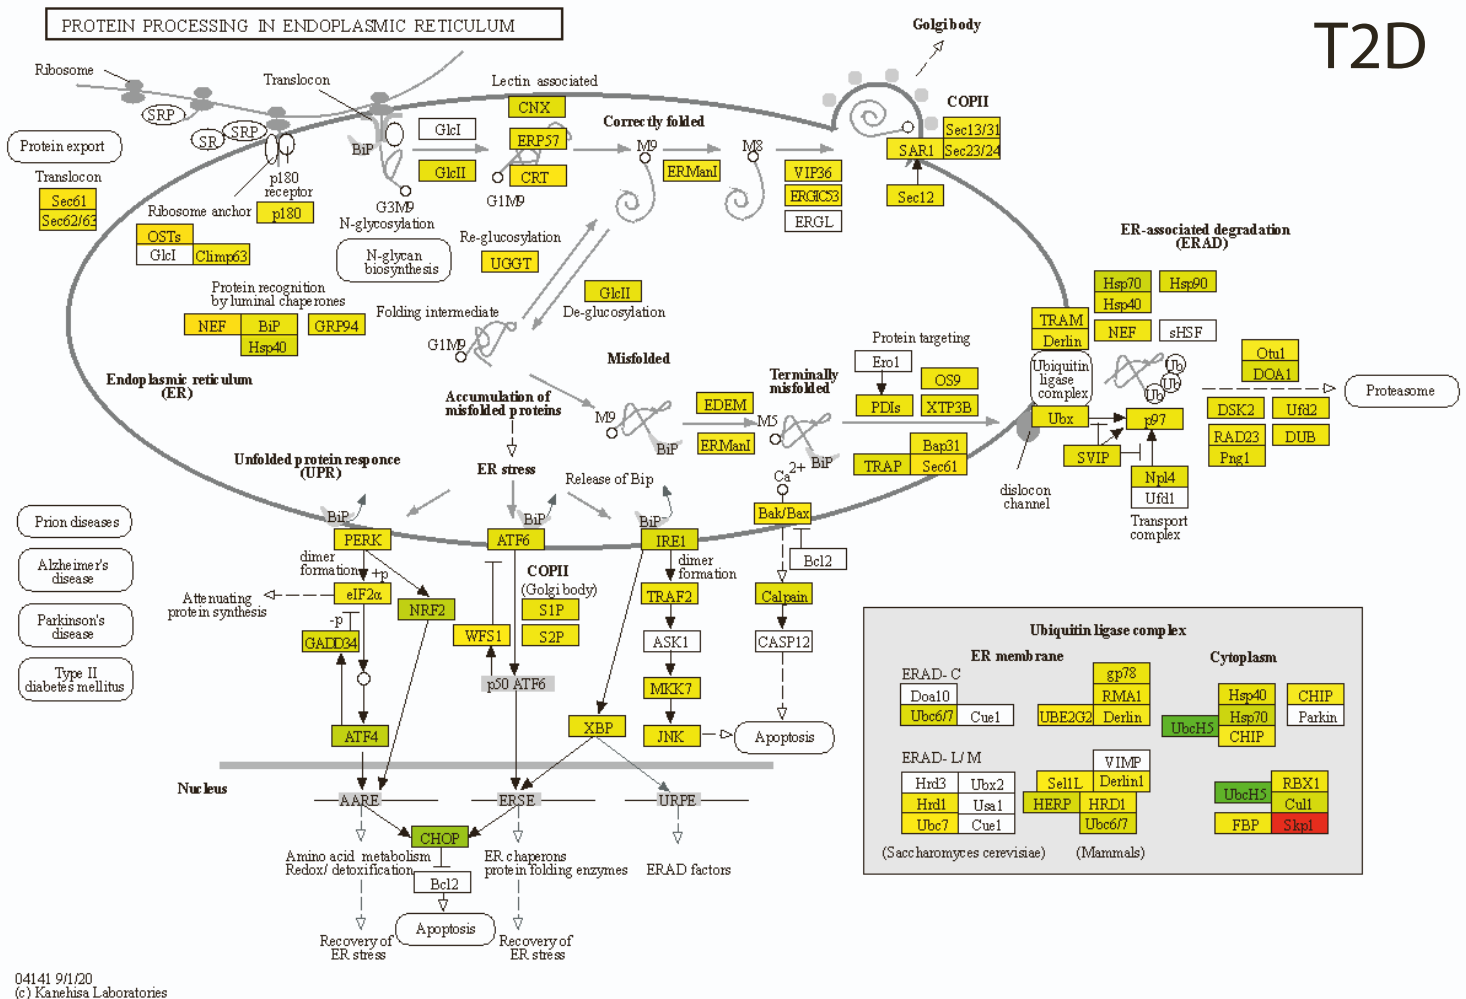 PROTEIN PROCESSING IN ENDOPLASMIC RETICULUM
T2D
Golgi body
Ribosome
Translocon
Lectin associated
CNX
COPII
SRP
SRP
SR
GlcI
ERP57
Correctly folded
Sec13/31
SAR1
Sec23/24
Protein export
BiP
M9
M8
GlcII
CRT
ERManI
VIP36
Translocon
p180
receptor
G1M9
ERGIC53
Sec12
Sec61
Sec62/63
Ribosome anchor
p180
G3M9
N-glycosylation
ERGL
OSTs
GlcI
Climp63
N-glycan
biosynthesis
Re-glucosylation
UGGT
ER-associated degradation
(ERAD)
Protein recognition
by luminal chaperones
GlcII
De-glucosylation
Hsp70
Hsp90
Hsp40
NEF
BiP
GRP94
Hsp40
Folding intermediate
G1M9
TRAM
Derlin
NEF
sHSF
Misfolded
Protein targeting
Ero1
Otu1
DOA1
Endoplasmic reticulum
(ER)
Accumulation of
misfolded proteins
Terminally
misfolded
OS9
PDIs
XTP3B
Ubiquitin
ligase
complex
Ub
Ub
Ub
Proteasome
M9
EDEM
M5
Ubx
p97
DSK2
Ufd2
BiP
ERManI
BiP
Bap31
TRAP
Sec61
SVIP
RAD23
DUB
Png1
Unfolded protein responce
(UPR)
ER stress
Release of Bip
Ca2+
dislocon
channel
Npl4
Ufd1
Transport
complex
Prion diseases
BiP
BiP
BiP
Bak/Bax
PERK
ATF6
IRE1
Bcl2
Alzheimer's
disease
dimer
formation
+p
COPII
(Golgi body)
dimer
formation
Attenuating
protein synthesis
eIF2α
NRF2
S1P
TRAF2
Calpain
Parkinson's
disease
-p
GADD34
WFS1
S2P
ASK1
CASP12
Type II
diabetes mellitus
p50 ATF6
MKK7
ATF4
XBP
JNK
Apoptosis
Nucleus
AARE
ERSE
URPE
CHOP
Amino acid metabolism
Redox/ detoxification
ER chaperons
protein folding enzymes
ERAD factors
Bcl2
Apoptosis
Recovery of
ER stress
Recovery of
ER stress
Ubiquitin ligase complex
ER membrane
Cytoplasm
ERAD- C
Doa10
Ubc6/7
Cue1
gp78
RMA1
UBE2G2
Derlin
Hsp40
CHIP
UbcH5
Hsp70
Parkin
CHIP
ERAD- L/ M
Hrd3
Ubx2
Hrd1
Usa1
Ubc7
Cue1
VIMP
Sel1L
Derlin1
HERP
HRD1
Ubc6/7
UbcH5
RBX1
Cul1
FBP
Skp1
(Saccharomyces cerevisiae)
(Mammals)
04141 9/1/20
(c) Kanehisa Laboratories